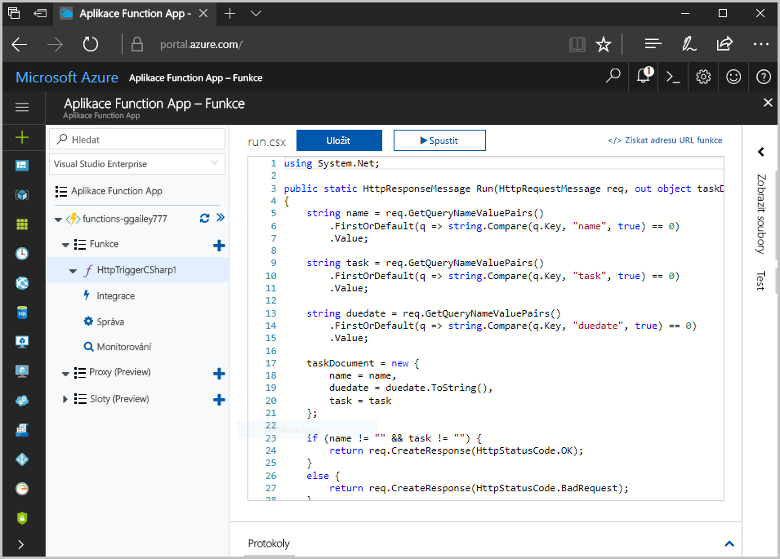 Aplikace Function App – Funkce
portal.azure.com/
Microsoft Azure Aplikace Function App – Funkce
1
Aplikace Function App – Funkce
Aplikace Function App
Hledat
Visual Studio Enterprise
Aplikace Function App
functions-ggailey777
Funkce
HttpTriggerCSharp1
Integrace
Správa
Monitorování
Proxy (Preview)
Sloty (Preview)
run.csx Uložit Spustit </> Získat adresu URL funkce
1 using System.Net;
2
3 public static HttpResponseMessage Run(HttpRequestMessage req, out object taskD
4 {
5 string name = req.GetQueryNameValuePairs()
6 .FirstOrDefault(q => string.Compare(q.Key, "name", true) == 0)
7 .Value;
8
9 string task = req.GetQueryNameValuePairs()
10 .FirstOrDefault(q => string.Compare(q.Key, "task", true) == 0)
11 .Value;
12
13 string duedate = req.GetQueryNameValuePairs()
14 .FirstOrDefault(q => string.Compare(q.Key, "duedate", true) == 0)
15 .Value;
16
17 taskDocument = new {
18 name = name,
19 duedate = duedate.ToString(),
20 task = task
21 };
22
Window Snip
23 if (name != "" && task != "") {
24 return req.CreateResponse(HttpStatusCode.OK);
25 }
26 else {
27 return req.CreateResponse(HttpStatusCode.BadRequest);
28 }
Zobrazit soubory
Test
Protokoly